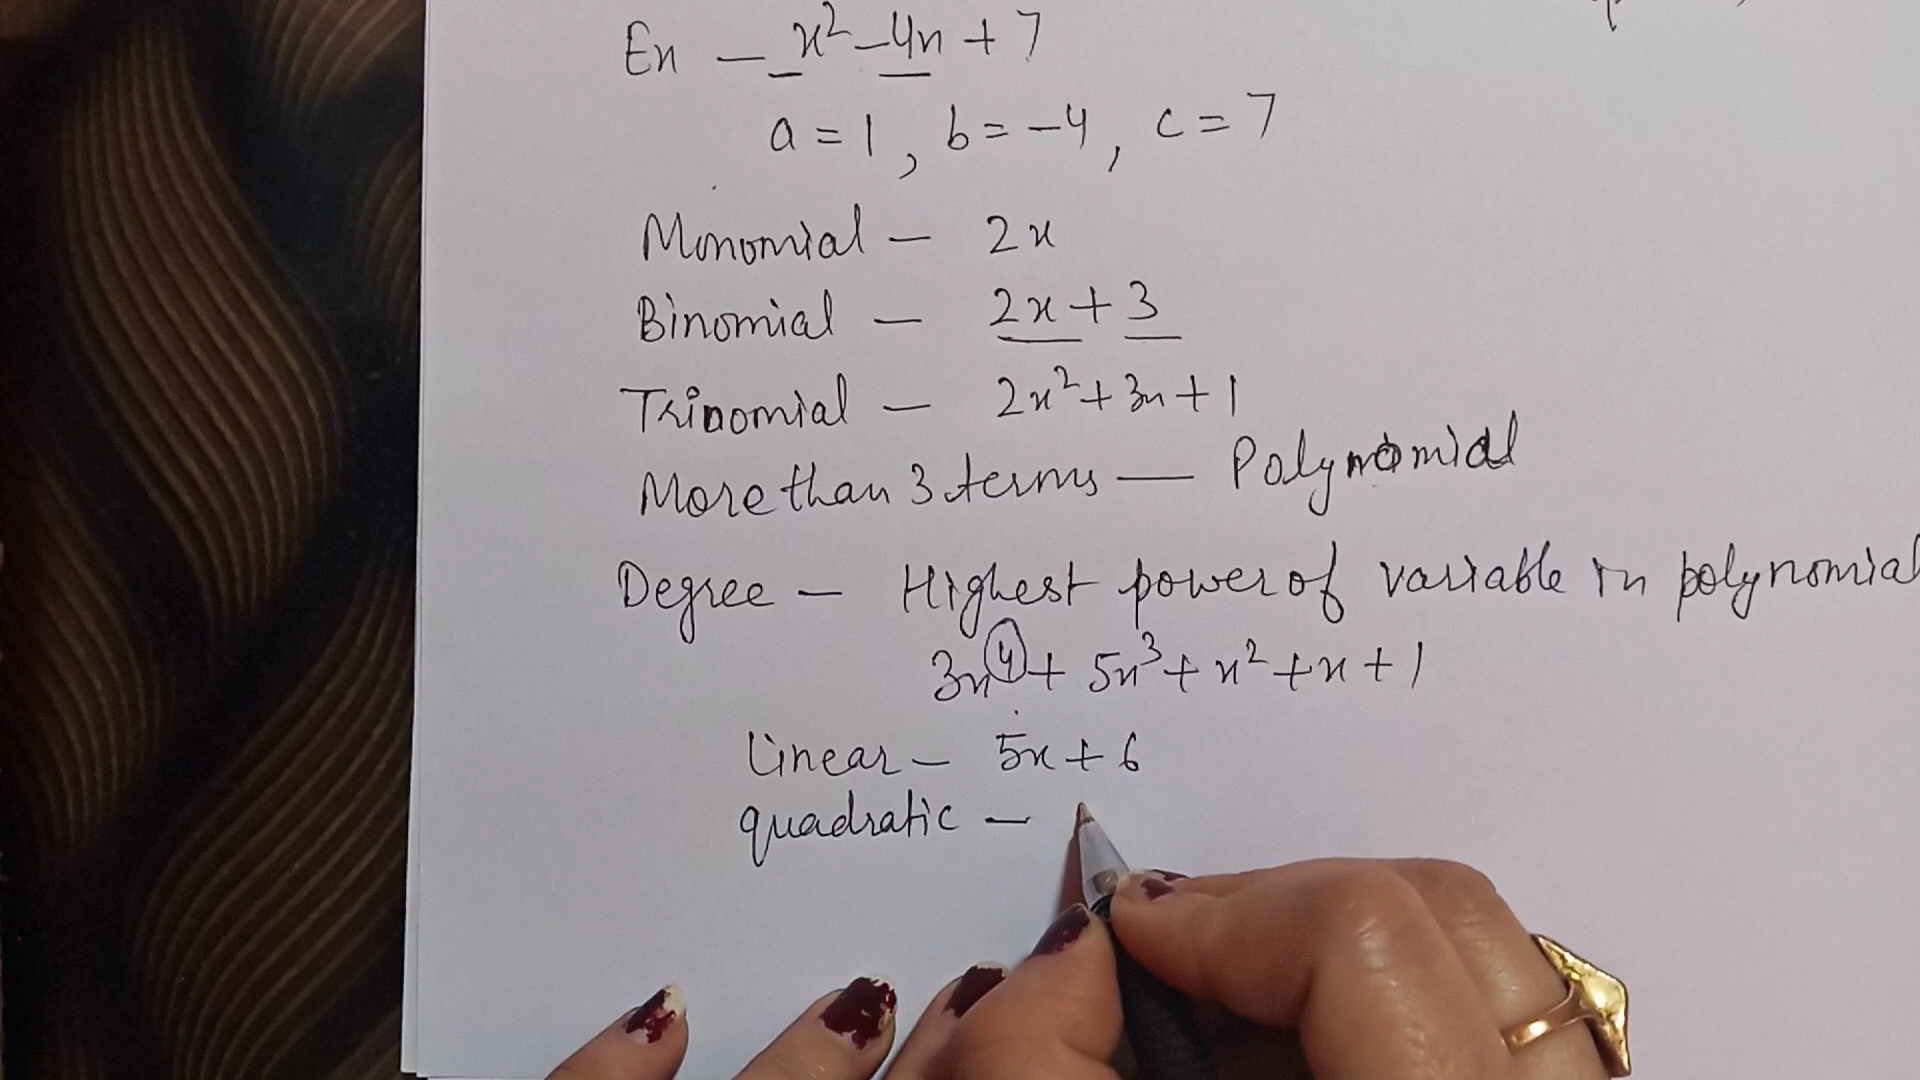 Ex - x² - 4x + 7
a = 1, b = -4, c = 7
Monomial - 2x
Binomial - 2x + 3
Trinomial - 2x² + 3x + 1
More than 3 terms - Polynomial
Degree - Highest power of variable in polynomial
3x⁴ + 5x³ + x² + x + 1
Linear - 5x + 6
quadratic -